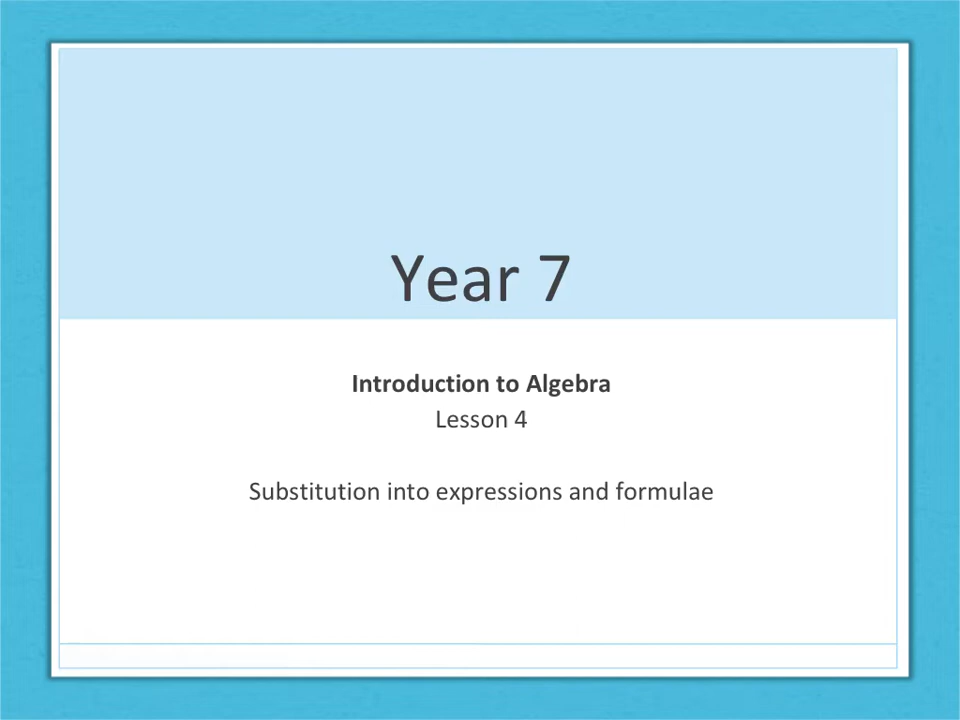 Year 7
Introduction to Algebra
Lesson 4
Substitution into expressions and formulae